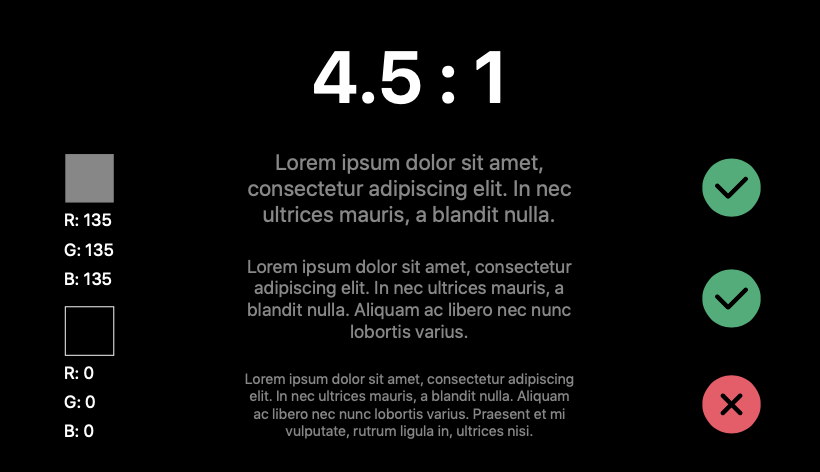 4.5 : 1
R: 135
G: 135
B: 135
R: 0
G: 0
B: 0
Lorem ipsum dolor sit amet,
consectetur adipiscing elit. In nec
ultrices mauris, a blandit nulla.
Lorem ipsum dolor sit amet, consectetur
adipiscing elit. In nec ultrices mauris, a
blandit nulla. Aliquam ac libero nec nunc
lobortis varius.
Lorem ipsum dolor sit amet, consectetur adipiscing
elit. In nec ultrices mauris, a blandit nulla. Aliquam
ac libero nec nunc lobortis varius. Praesent et mi
vulputate, rutrum ligula in, ultrices nisi.